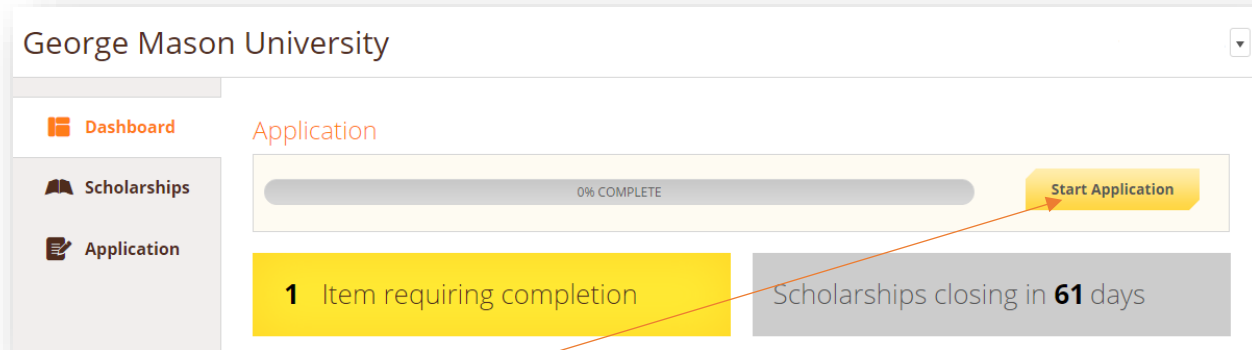 George Mason University
Dashboard
Scholarships
Application
Application
0% COMPLETE
Start Application
1 Item requiring completion
Scholarships closing in 61 days